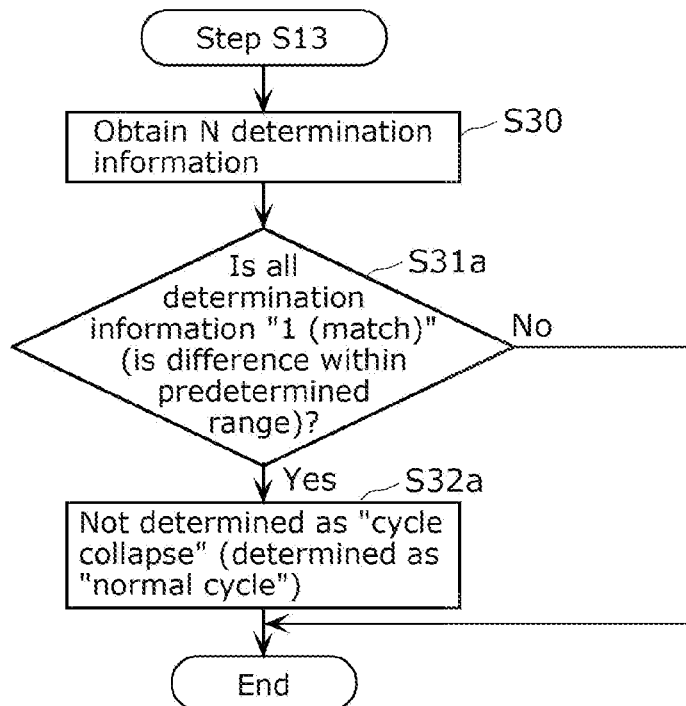 Step S13
Obtain N determination
information
S30
Is all
determination
information "1 (match)"
(is difference within
predetermined
range)?
S31a
No
Yes
S32a
Not determined as "cycle
collapse" (determined as
"normal cycle")
End